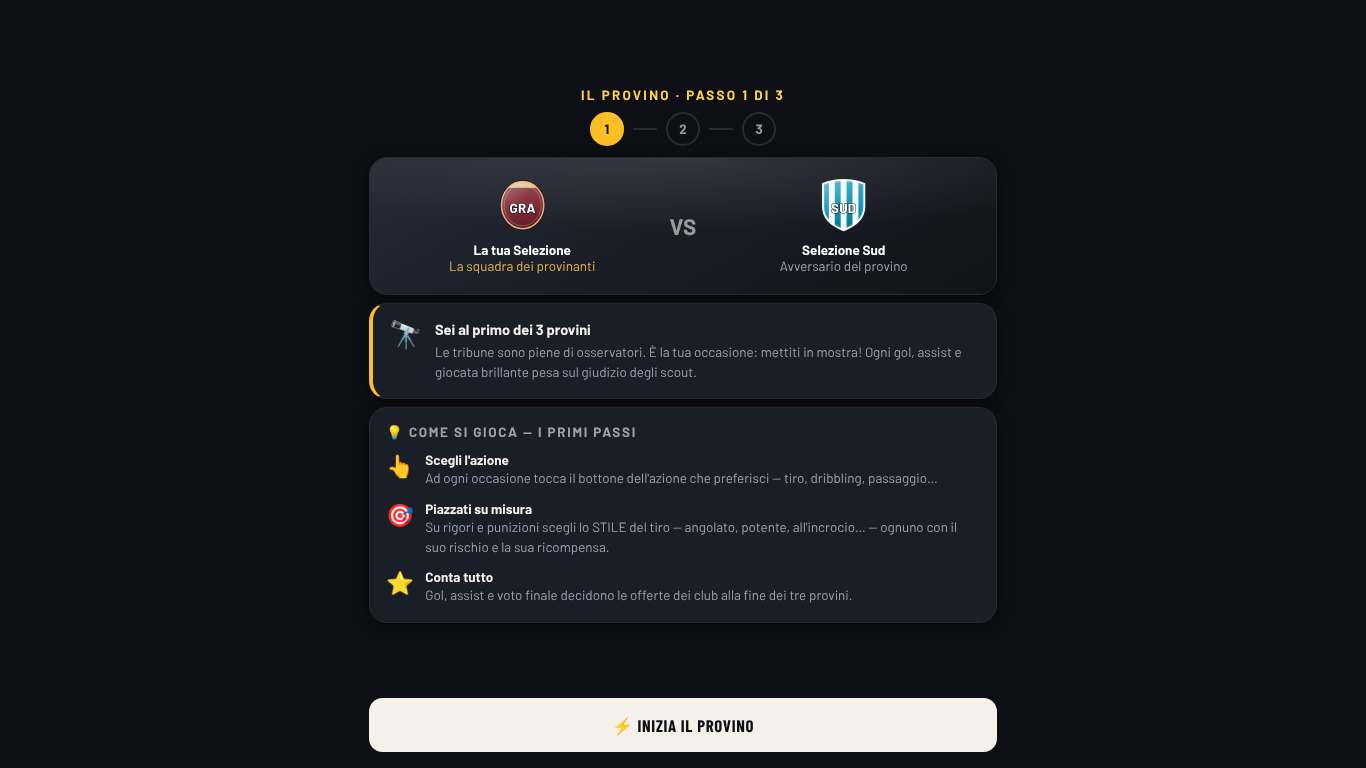 IL PROVINO · PASSO 1 DI 3
1 2 3
GRA
La tua Selezione
La squadra dei provinanti
VS
SUD
Selezione Sud
Avversario del provino
Sei al primo dei 3 provini
Le tribune sono piene di osservatori. È la tua occasione: mettiti in mostra! Ogni gol, assist e
giocata brillante pesa sul giudizio degli scout.
💡 COME SI GIOCA — I PRIMI PASSI
Scegli l'azione
Ad ogni occasione tocca il bottone dell'azione che preferisci — tiro, dribbling, passaggio…
Piazzati su misura
Su rigori e punizioni scegli lo STILE del tiro — angolato, potente, all'incrocio… — ognuno con il
suo rischio e la sua ricompensa.
Conta tutto
Gol, assist e voto finale decidono le offerte dei club alla fine dei tre provini.
⚡ INIZIA IL PROVINO